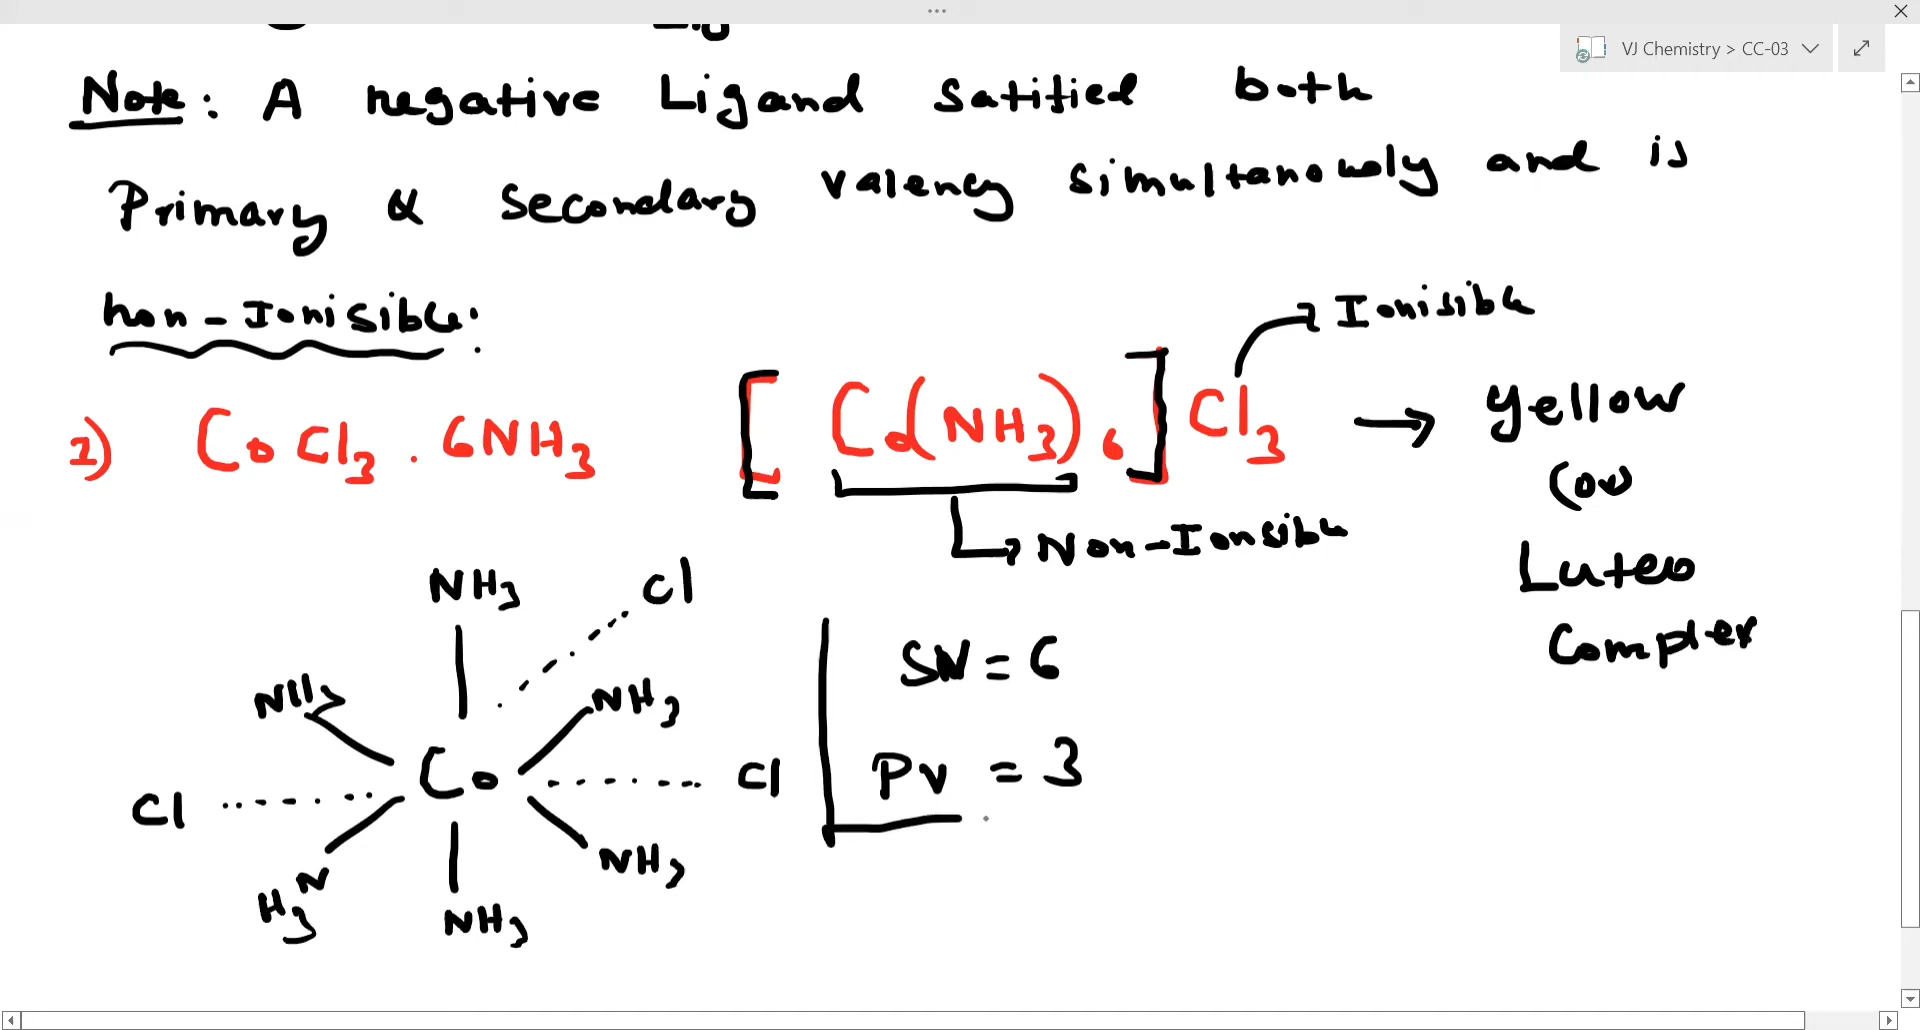 VJ Chemistry > CC-03
Note: A negative Ligand Satified both
Primary & Secondary valency simultanously and is
non-Ionisible:
Ionisible
2) CoCl3 . 6NH3 [Co(NH3)6]Cl3 → Yellow
(or)
Non-Ionsible
Luteo
Complex
NH3 Cl
NH3 NH3
SN = 6
Cl Co Cl
PV = 3
H3N NH3
NH3